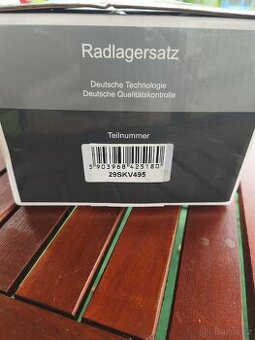 Radlagersatz
Deutsche Technologie
Deutsche Qualitätskontrolle
Teilnummer
5 903968 425180
29SKV495